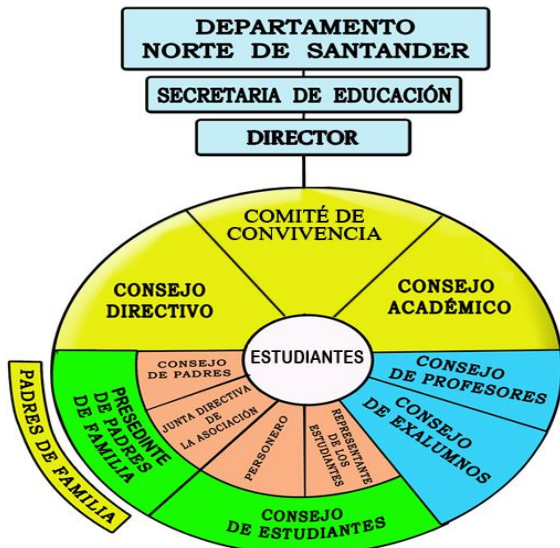 DEPARTAMENTO
NORTE DE SANTANDER
SECRETARIA DE EDUCACIÓN
DIRECTOR
COMITÉ DE
CONVIVENCIA
CONSEJO
DIRECTIVO
CONSEJO
ACADÉMICO
ESTUDIANTES
CONSEJO
DE PADRES
CONSEJO
DE PROFESORES
PADRES DE FAMILIA
PRESEDINTE
DE PADRES
DE FAMILIA
JUNTA DIRECTIVA
DE
LA ASOCIACIÓN
PERSONERO
REPRESENTANTE
DE LOS
ESTUDIANTES
CONSEJO
DE EXALUMNOS
CONSEJO
DE ESTUDIANTES